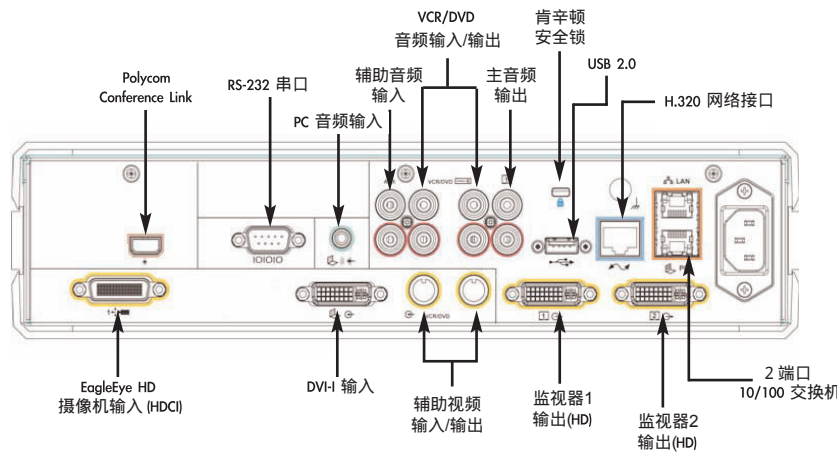 VCR/DVD
音频输入/输出
肯辛顿
安全锁
USB 2.0
Polycom
Conference Link
RS-232 串口
辅助音频
输入
主音频
输出
H.320 网络接口
PC 音频输入
VCR/DVD
1
LAN
IOIOIO
PC
VCR/DVD
1
2
EagleEye HD
摄像机输入 (HDCI)
DVI-I 输入
辅助视频
输入/输出
监视器1
输出(HD)
监视器2
输出(HD)
2 端口
10/100 交换机